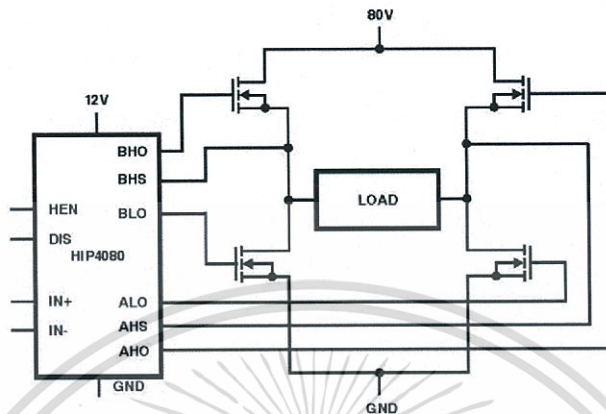 80V
12V
BHO
BHS
HEN
BLO
LOAD
DIS
HIP4080
IN+
ALO
AHS
IN-
AHO
GND
GND